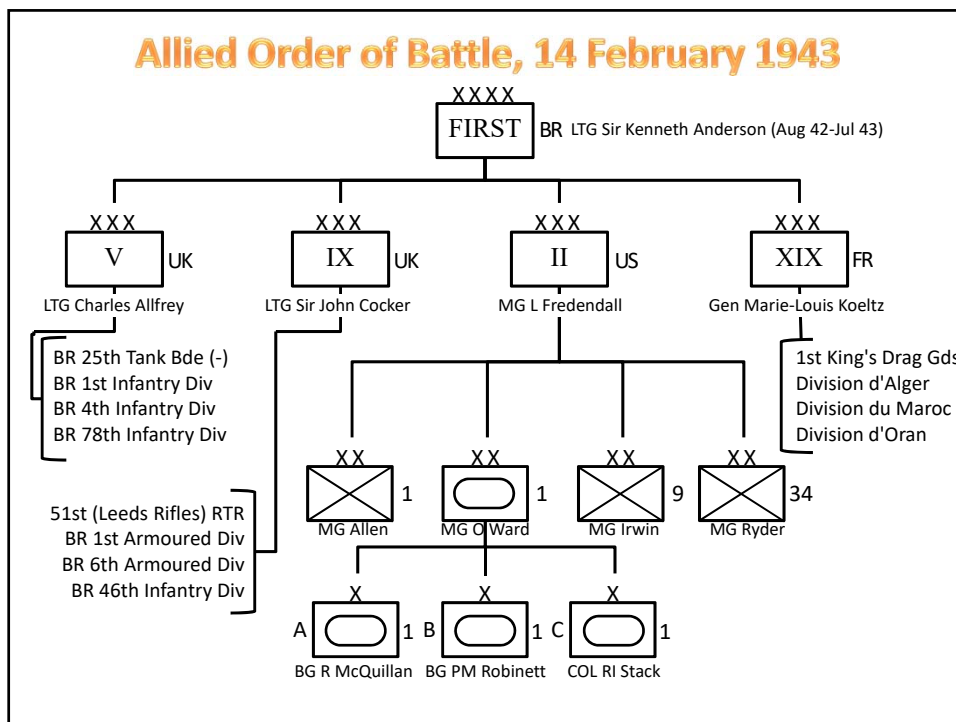 Allied Order of Battle, 14 February 1943
XXXX
FIRST BR LTG Sir Kenneth Anderson (Aug 42-Jul 43)
XXX XXX XXX XXX
V UK IX UK II US XIX FR
LTG Charles Allfrey LTG Sir John Cocker MG L Fredendall Gen Marie-Louis Koeltz
BR 25th Tank Bde (-)
BR 1st Infantry Div
BR 4th Infantry Div
BR 78th Infantry Div
1st King's Drag Gds
Division d'Alger
Division du Maroc
Division d'Oran
51st (Leeds Rifles) RTR
BR 1st Armoured Div
BR 6th Armoured Div
BR 46th Infantry Div
XX XX XX XX
1 1 9 34
MG Allen MG O Ward MG Irwin MG Ryder
X X X
A 1 B 1 C 1
BG R McQuillan BG PM Robinett COL RI Stack